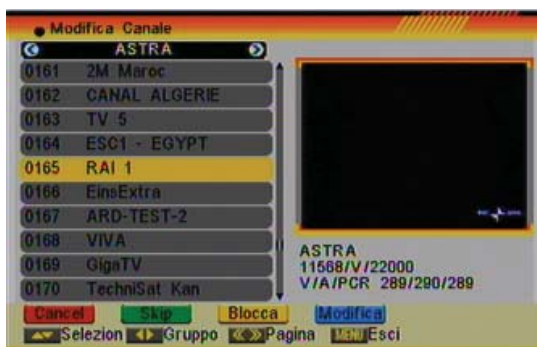 Modifica Canale
ASTRA
0161 2M Maroc
0162 CANAL ALGERIE
0163 TV 5
0164 ESC1 - EGYPT
0165 RAI 1
0166 EinsExtra
0167 ARD-TEST-2
0168 VIVA
0169 GigaTV
0170 TechniSat Kan
ASTRA
11568/V/22000
V/A/PCR 289/290/289
Cancel Skip Blocca Modifica
Selezion Gruppo Pagina MENU Esci